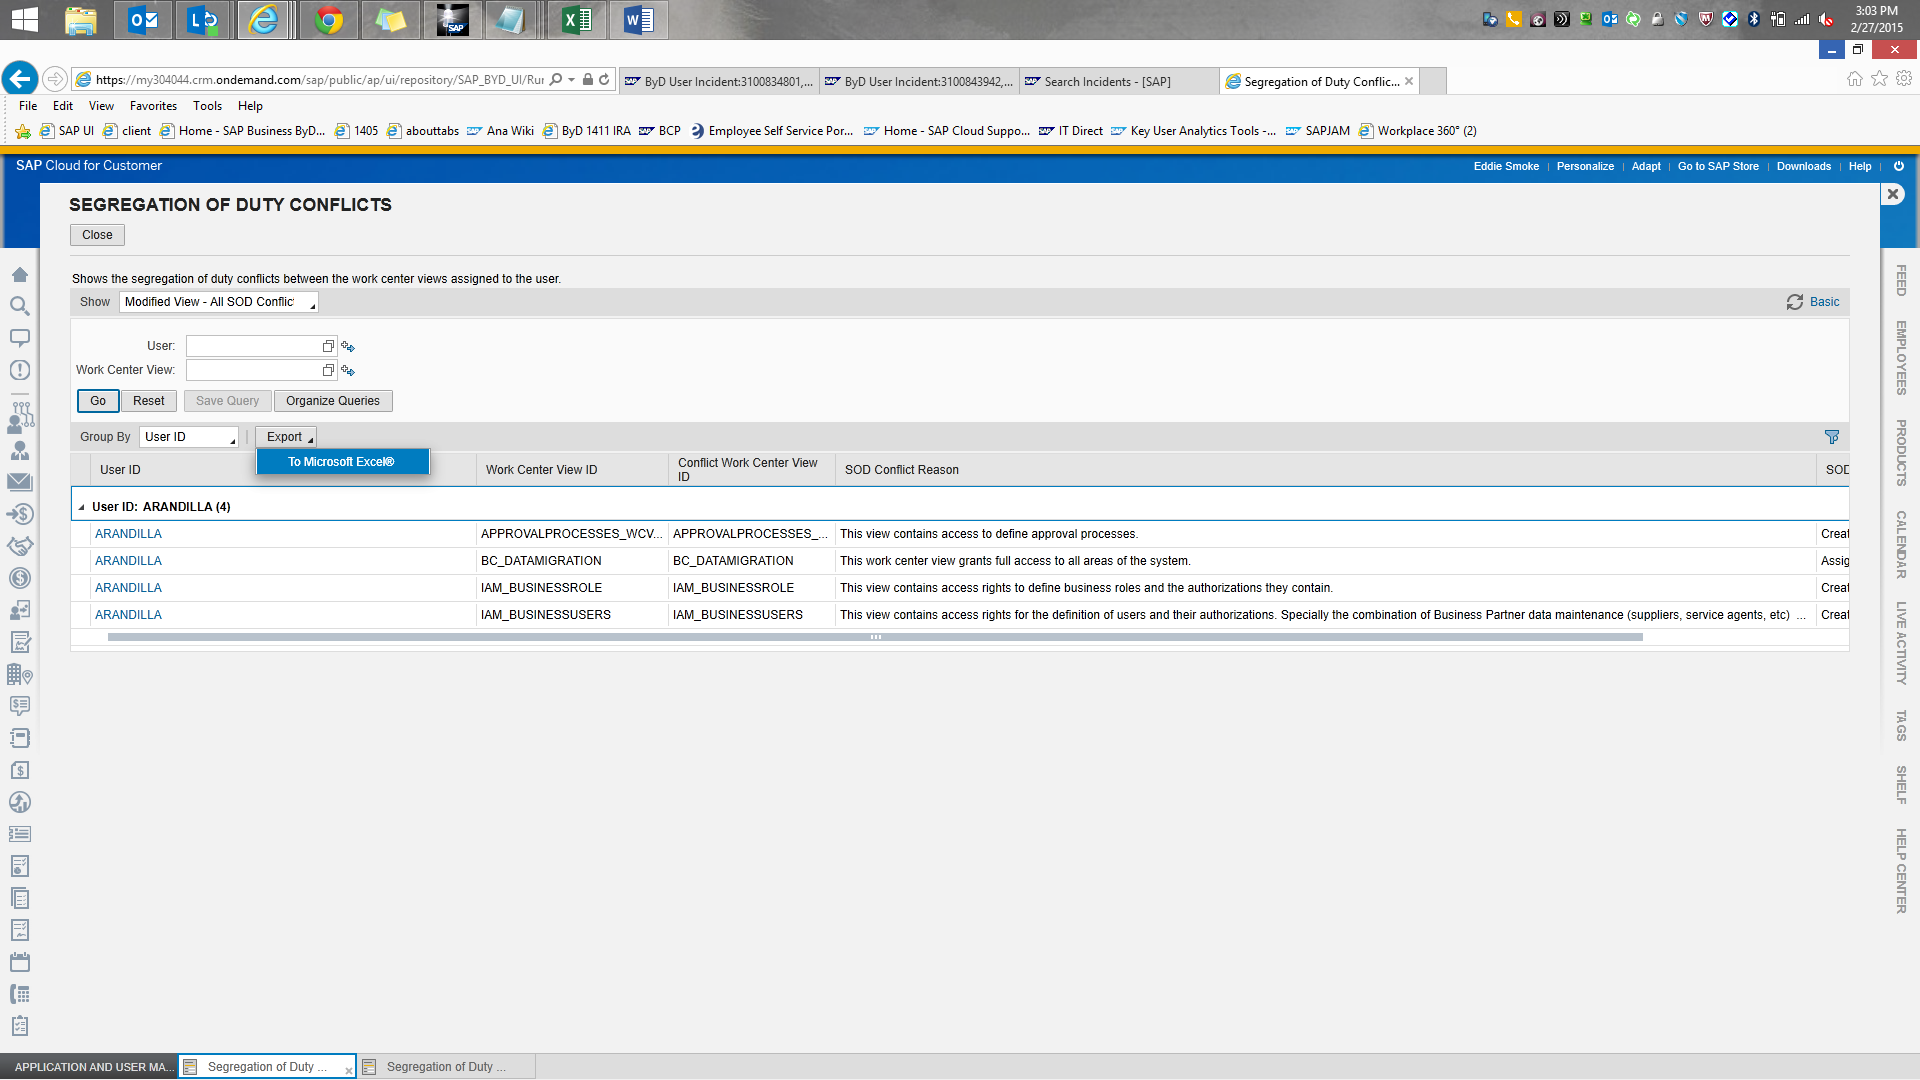 3:03 PM
2/27/2015
https://my304044.crm.ondemand.com/sap/public/ap/ui/repository/SAP_BYD_UI/Rur
ByD User Incident:3100834801,...
ByD User Incident:3100843942,...
Search Incidents - [SAP]
Segregation of Duty Conflic...
File Edit View Favorites Tools Help
SAP UI client Home - SAP Business ByD... 1405 abouttabs Ana Wiki ByD 1411 IRA BCP Employee Self Service Por... Home - SAP Cloud Suppo... IT Direct Key User Analytics Tools -... SAPJAM Workplace 360° (2)
SAP Cloud for Customer
Eddie Smoke | Personalize | Adapt | Go to SAP Store | Downloads | Help |
SEGREGATION OF DUTY CONFLICTS
Close
Shows the segregation of duty conflicts between the work center views assigned to the user.
Show Modified View - All SOD Conflic
Basic
User:
Work Center View:
Go Reset Save Query Organize Queries
Group By User ID | Export
To Microsoft Excel®
User ID Work Center View ID Conflict Work Center View ID SOD Conflict Reason SOD
User ID: ARANDILLA (4)
ARANDILLA APPROVALPROCESSES_WCV... APPROVALPROCESSES_... This view contains access to define approval processes. Creat
ARANDILLA BC_DATAMIGRATION BC_DATAMIGRATION This work center view grants full access to all areas of the system. Assig
ARANDILLA IAM_BUSINESSROLE IAM_BUSINESSROLE This view contains access rights to define business roles and the authorizations they contain. Creat
ARANDILLA IAM_BUSINESSUSERS IAM_BUSINESSUSERS This view contains access rights for the definition of users and their authorizations. Specially the combination of Business Partner data maintenance (suppliers, service agents, etc) ... Creat
FEED
EMPLOYEES
PRODUCTS
CALENDAR
LIVE ACTIVITY
TAGS
SHELF
HELP CENTER
APPLICATION AND USER MA...
Segregation of Duty ...
Segregation of Duty ...